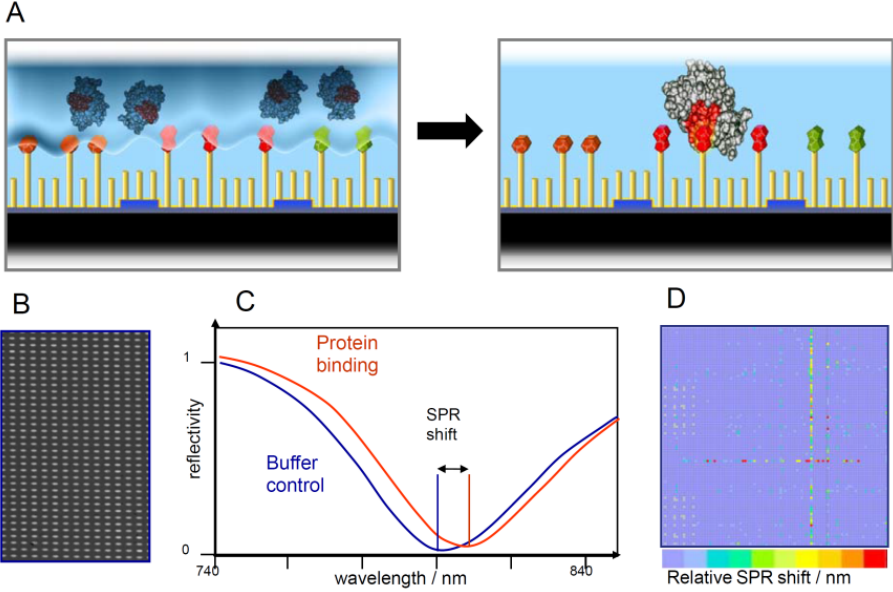 A
B
C
D
Protein
binding
SPR
shift
Buffer
control
reflectivity
1
0
740
wavelength / nm
840
Relative SPR shift / nm